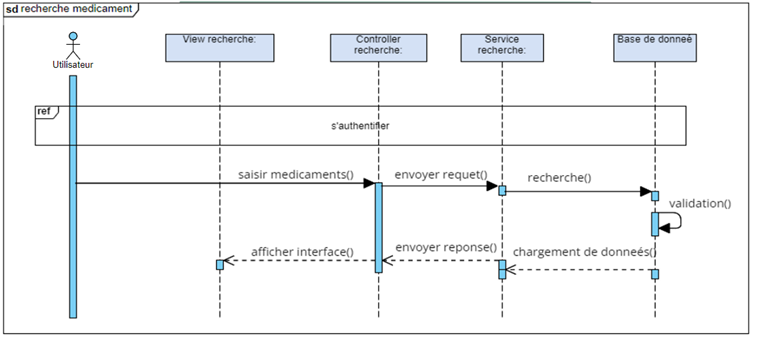 sd recherche medicament
Utilisateur
View recherche:
Controller
recherche:
Service
recherche:
Base de donneé
ref
s'authentifier
saisir medicaments()
envoyer requet()
recherche()
validation()
afficher interface()
envoyer reponse()
chargement de donneés()